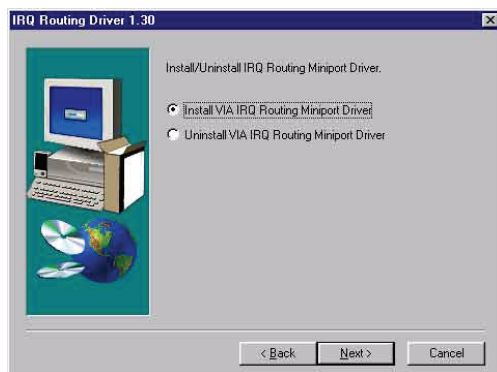 IRQ Routing Driver 1.30
Install/Uninstall IRQ Routing Miniport Driver.
Install VIA IRQ Routing Miniport Driver
Uninstall VIA IRQ Routing Miniport Driver
< Back
Next >
Cancel